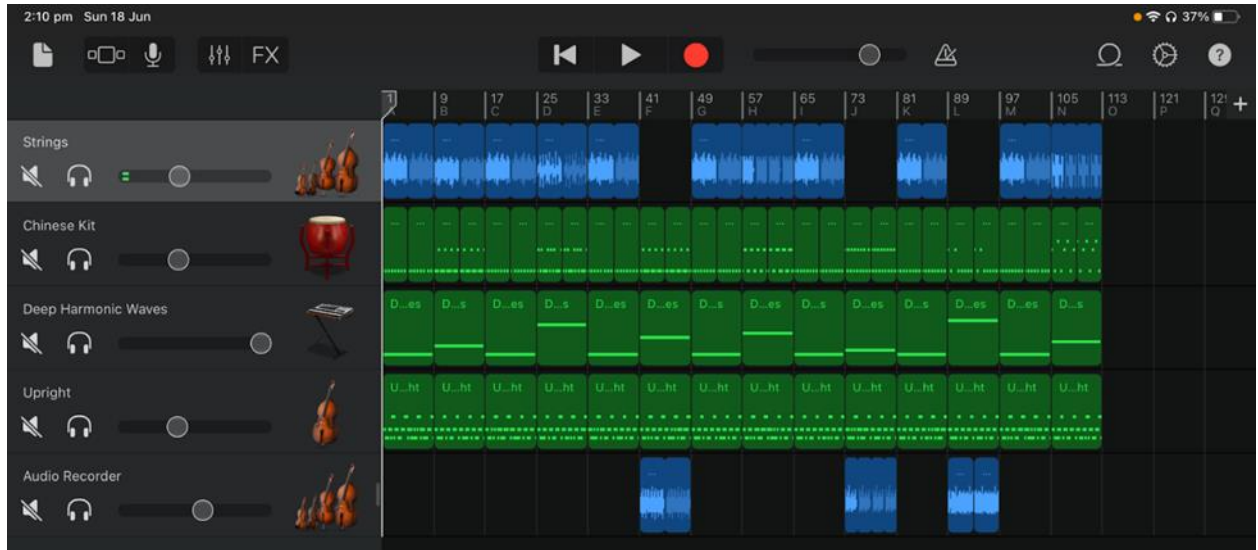 2:10 pm Sun 18 Jun
37%
FX
?
1 9 17 25 33 41 49 57 65 73 81 89 97 105 113 121
B C D E F G H I J K L M N O P Q
+
Strings
Chinese Kit
Deep Harmonic Waves
D...es D...s D...es D...s D...es D...es D...s D...es D...s D...es D...s D...es D...es D...s
Upright
U...ht U...ht U...ht U...ht U...ht U...ht U...ht U...ht U...ht U...ht U...ht U...ht U...ht U...ht
Audio Recorder